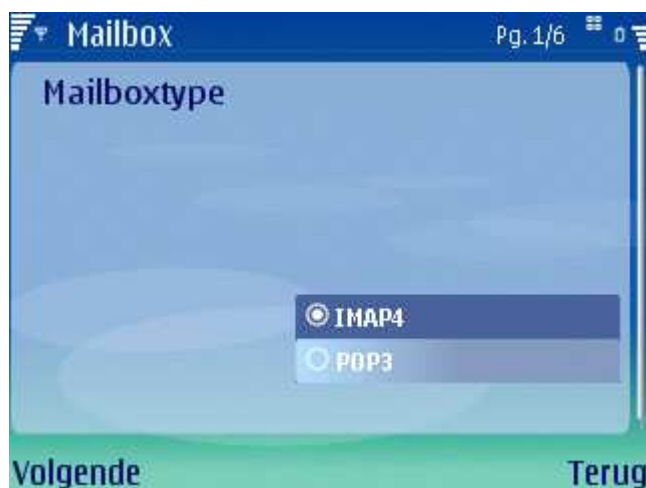 Mailbox Pg. 1/6
Mailboxtype
IMAP4
POP3
Volgende Terug